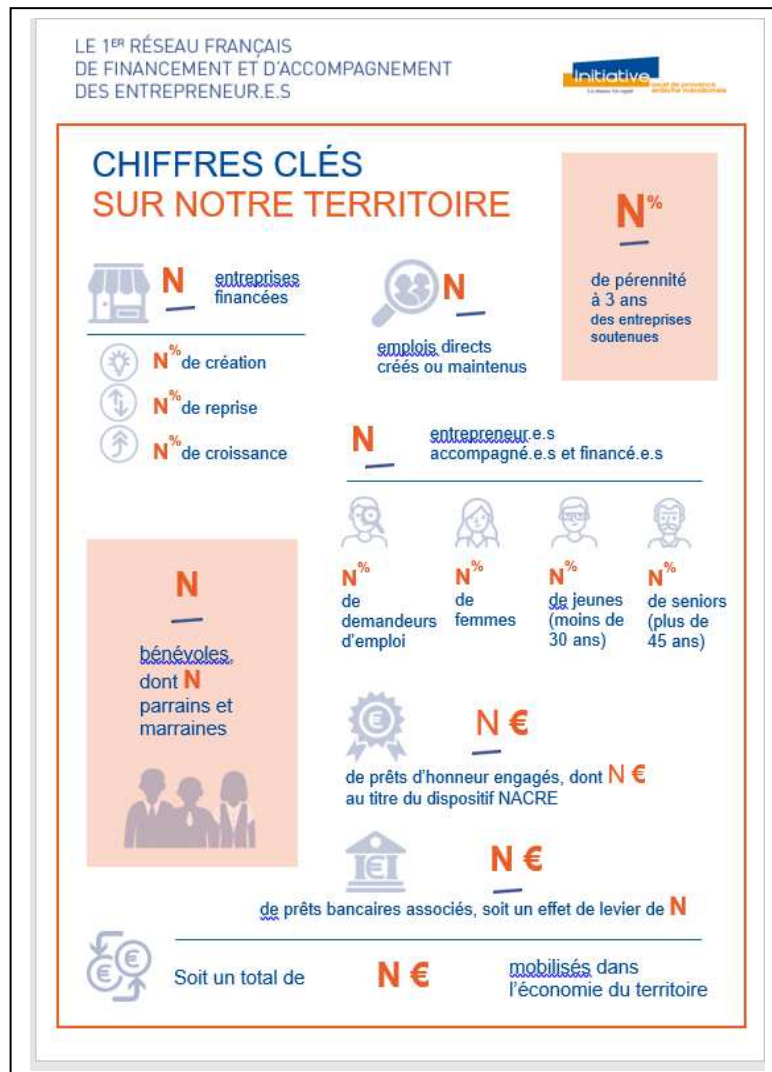 LE 1ER RÉSEAU FRANÇAIS
DE FINANCEMENT ET D'ACCOMPAGNEMENT
DES ENTREPRENEUR.E.S
Initiative
CHIFFRES CLÉS
SUR NOTRE TERRITOIRE
N%
de pérennité
à 3 ans
des entreprises
soutenues
N entreprises
financées
N
emplois directs
créés ou maintenus
N% de création
N% de reprise
N% de croissance
N entrepreneur.e.s
accompagné.e.s et financé.e.s
N%
de
demandeurs
d'emploi
N%
de
femmes
N%
de jeunes
(moins de
30 ans)
N%
de seniors
(plus de
45 ans)
N
bénévoles,
dont N
parrains et
marraines
€
N €
de prêts d'honneur engagés, dont N €
au titre du dispositif NACRE
€
N €
de prêts bancaires associés, soit un effet de levier de N
€ €
Soit un total de N € mobilisés dans
l'économie du territoire